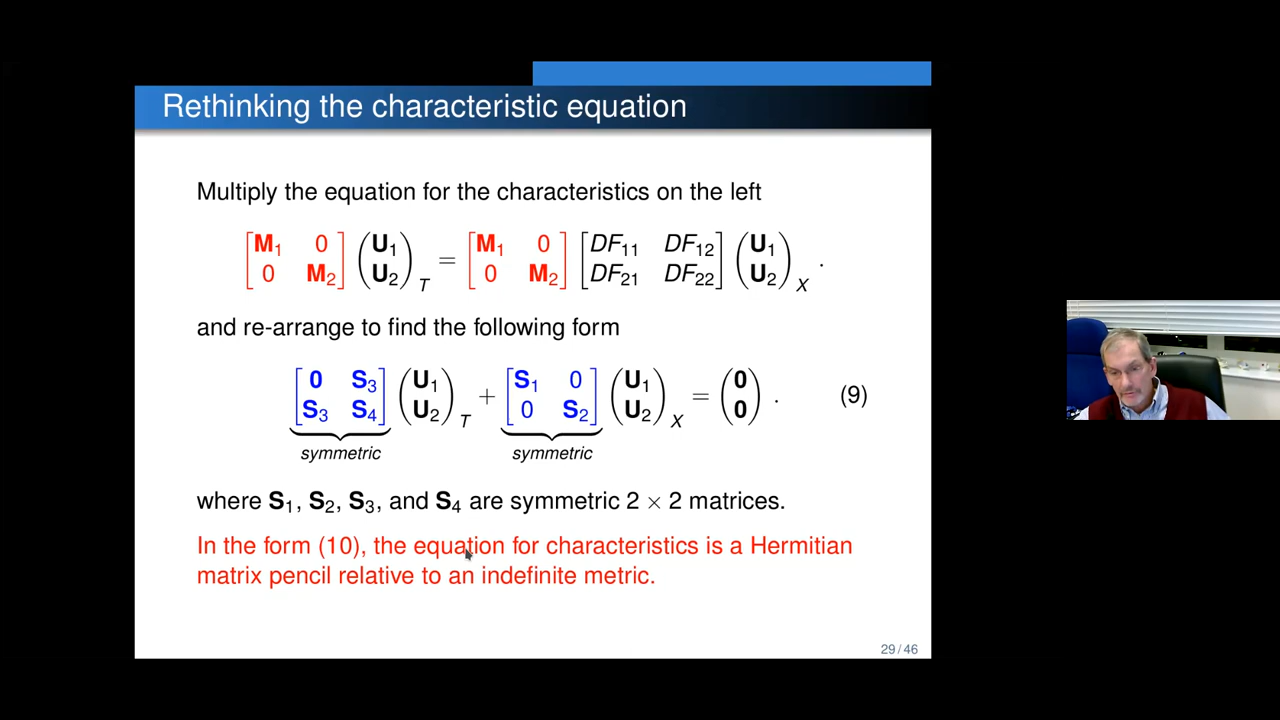 Rethinking the characteristic equation
Multiply the equation for the characteristics on the left
[M₁ 0; 0 M₂] (U₁; U₂)_T = [M₁ 0; 0 M₂] [DF₁₁ DF₁₂; DF₂₁ DF₂₂] (U₁; U₂)_X .
and re-arrange to find the following form
[0 S₃; S₃ S₄] (U₁; U₂)_T + [S₁ 0; 0 S₂] (U₁; U₂)_X = (0; 0) . (9)
symmetric symmetric
where S₁, S₂, S₃, and S₄ are symmetric 2 × 2 matrices.
In the form (10), the equation for characteristics is a Hermitian
matrix pencil relative to an indefinite metric.
29 / 46